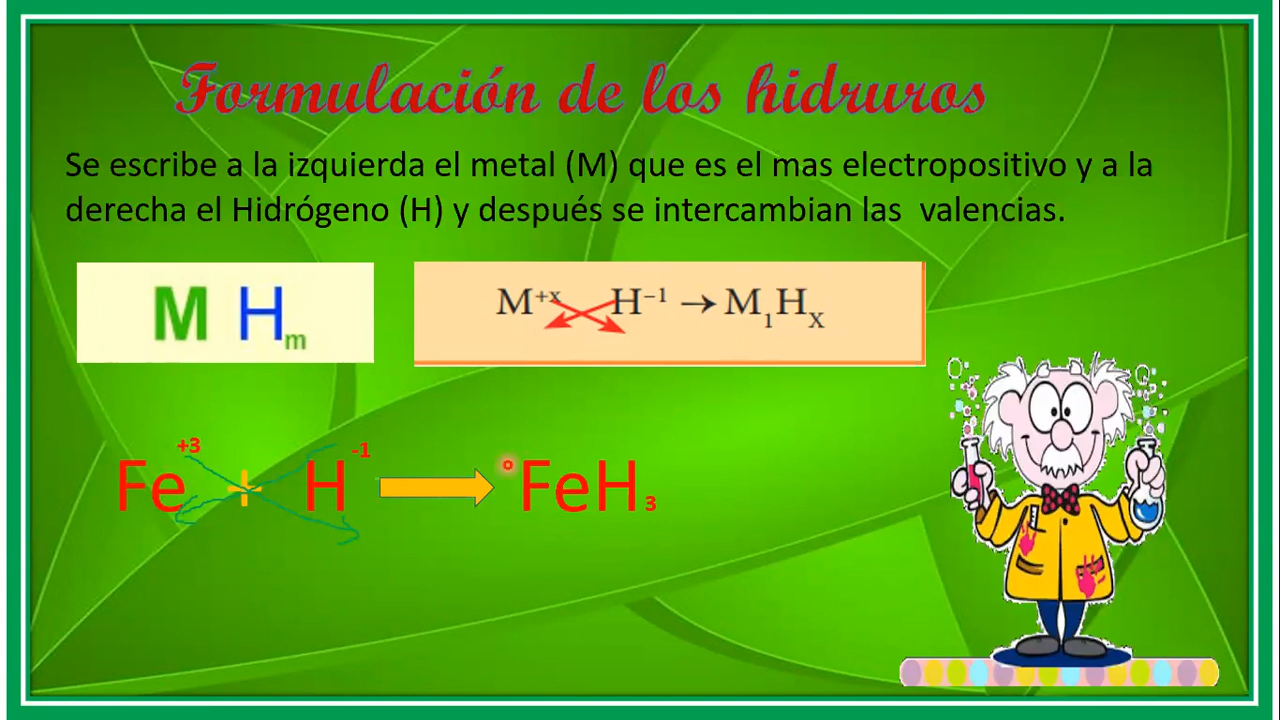 Formulación de los hidruros
Se escribe a la izquierda el metal (M) que es el mas electropositivo y a la
derecha el Hidrógeno (H) y después se intercambian las valencias.
M Hₘ
M⁺ˣ H⁻¹ → M₁Hₓ
Fe⁺³ + H⁻¹ FeH₃